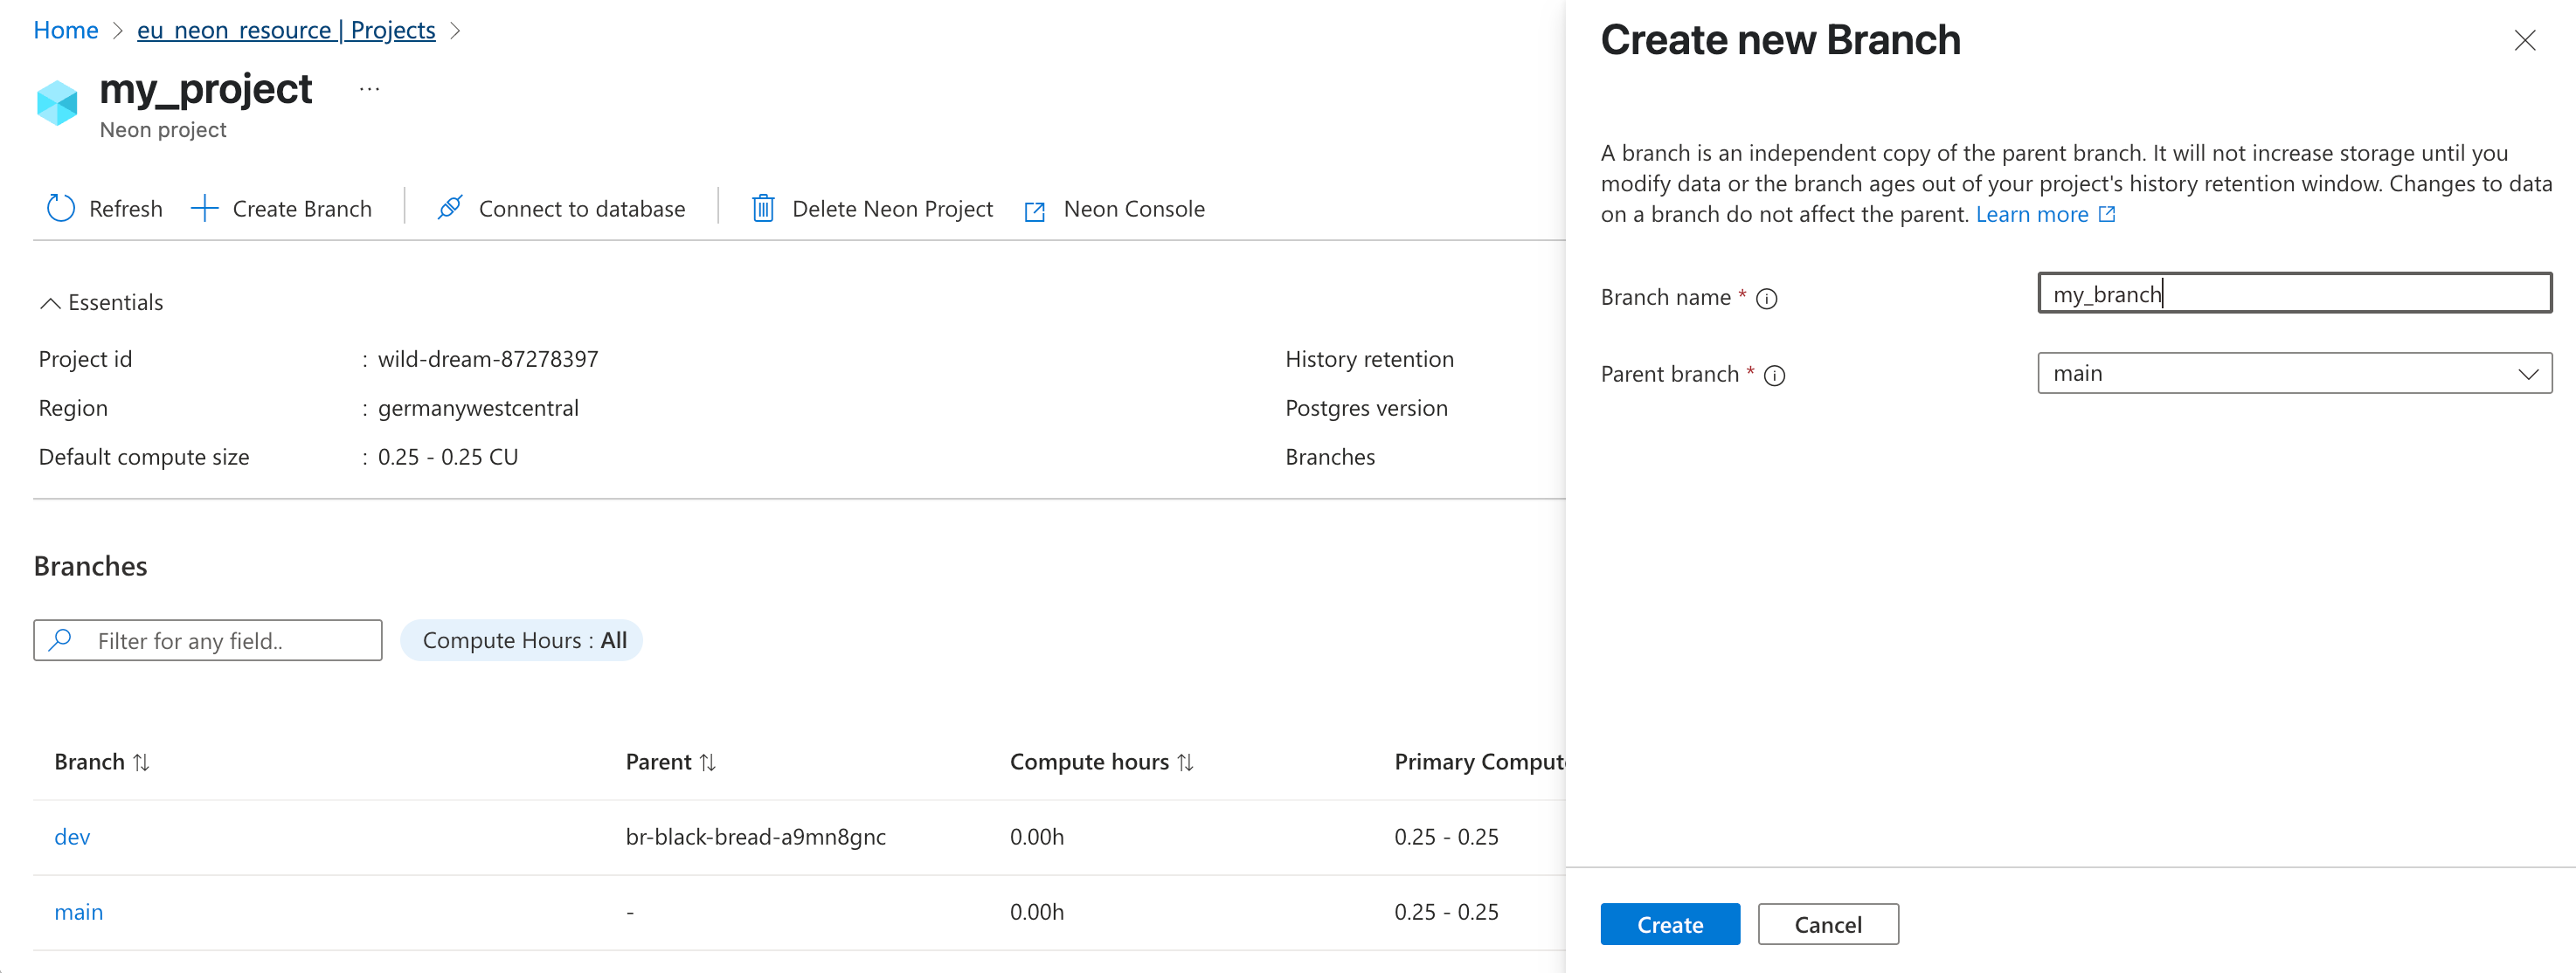 Home > eu_neon_resource | Projects >
my_project ...
Neon project
Refresh Create Branch Connect to database Delete Neon Project Neon Console
Essentials
Project id : wild-dream-87278397 History retention
Region : germanywestcentral Postgres version
Default compute size : 0.25 - 0.25 CU Branches
Branches
Filter for any field.. Compute Hours : All
Branch Parent Compute hours Primary Comput
dev br-black-bread-a9mn8gnc 0.00h 0.25 - 0.25
main - 0.00h 0.25 - 0.25
Create new Branch
A branch is an independent copy of the parent branch. It will not increase storage until you
modify data or the branch ages out of your project's history retention window. Changes to data
on a branch do not affect the parent. Learn more
Branch name * my_branch
Parent branch * main
Create Cancel